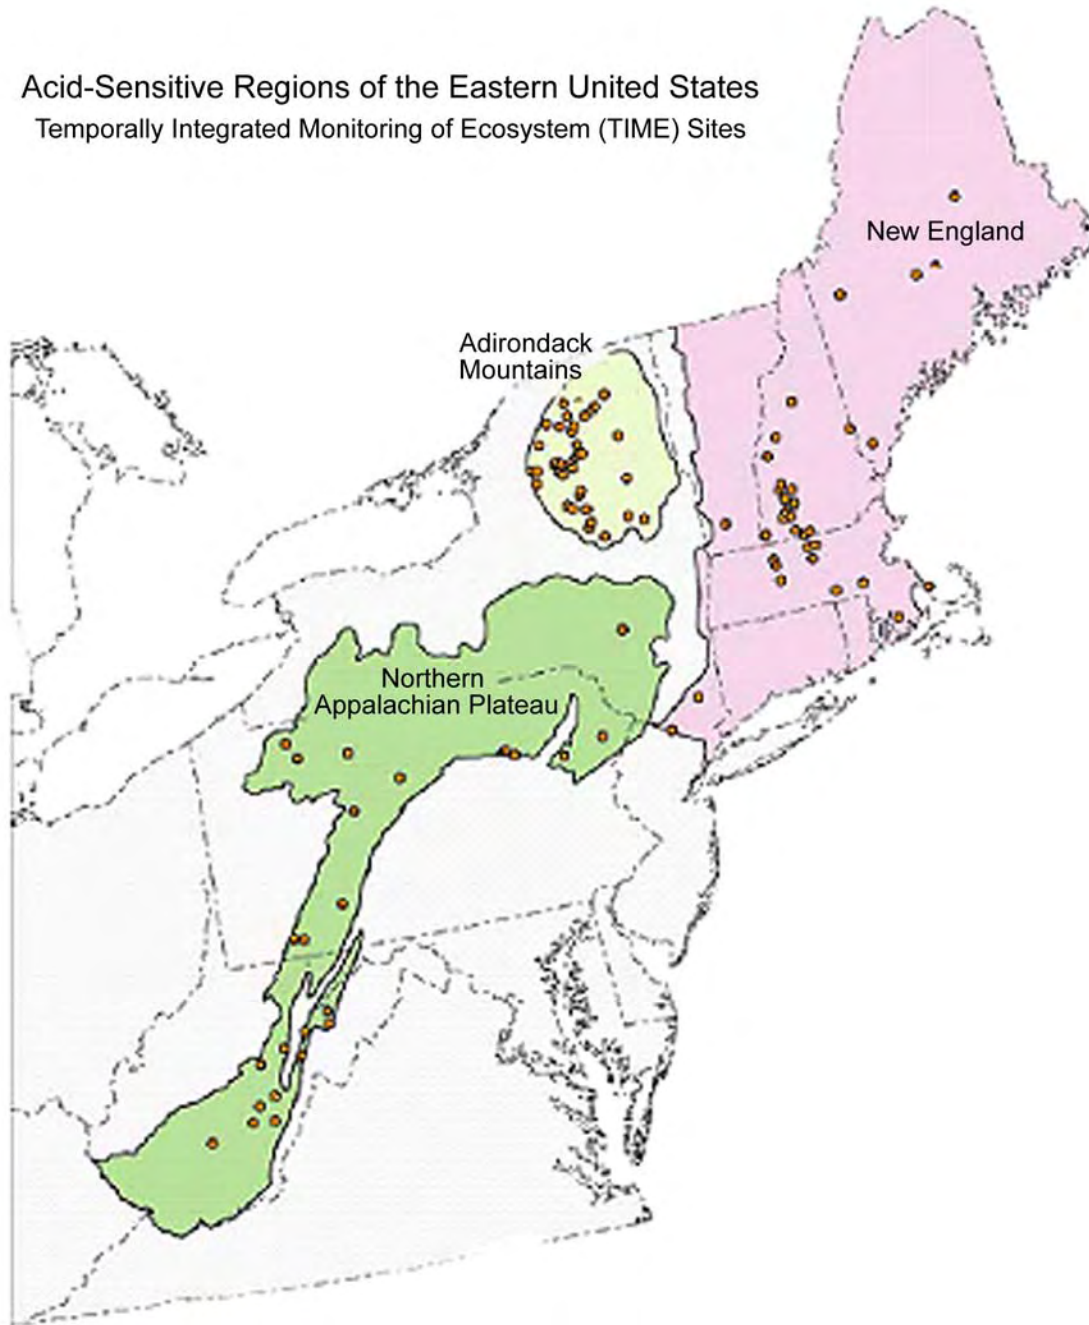 Acid-Sensitive Regions of the Eastern United States
Temporally Integrated Monitoring of Ecosystem (TIME) Sites
New England
Adirondack
Mountains
Northern
Appalachian Plateau